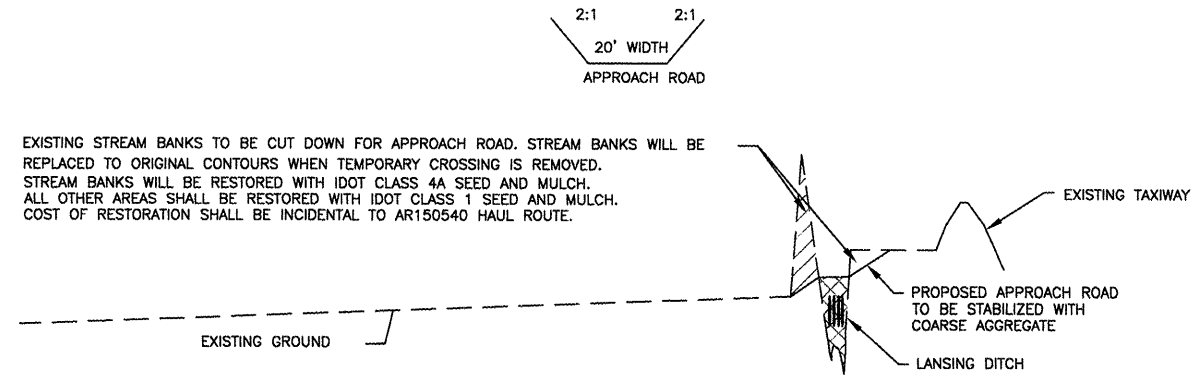 2:1 2:1
20' WIDTH
APPROACH ROAD
EXISTING STREAM BANKS TO BE CUT DOWN FOR APPROACH ROAD. STREAM BANKS WILL BE
REPLACED TO ORIGINAL CONTOURS WHEN TEMPORARY CROSSING IS REMOVED.
STREAM BANKS WILL BE RESTORED WITH IDOT CLASS 4A SEED AND MULCH.
ALL OTHER AREAS SHALL BE RESTORED WITH IDOT CLASS 1 SEED AND MULCH.
COST OF RESTORATION SHALL BE INCIDENTAL TO AR150540 HAUL ROUTE.
EXISTING TAXIWAY
PROPOSED APPROACH ROAD
TO BE STABILIZED WITH
COARSE AGGREGATE
EXISTING GROUND
LANSING DITCH